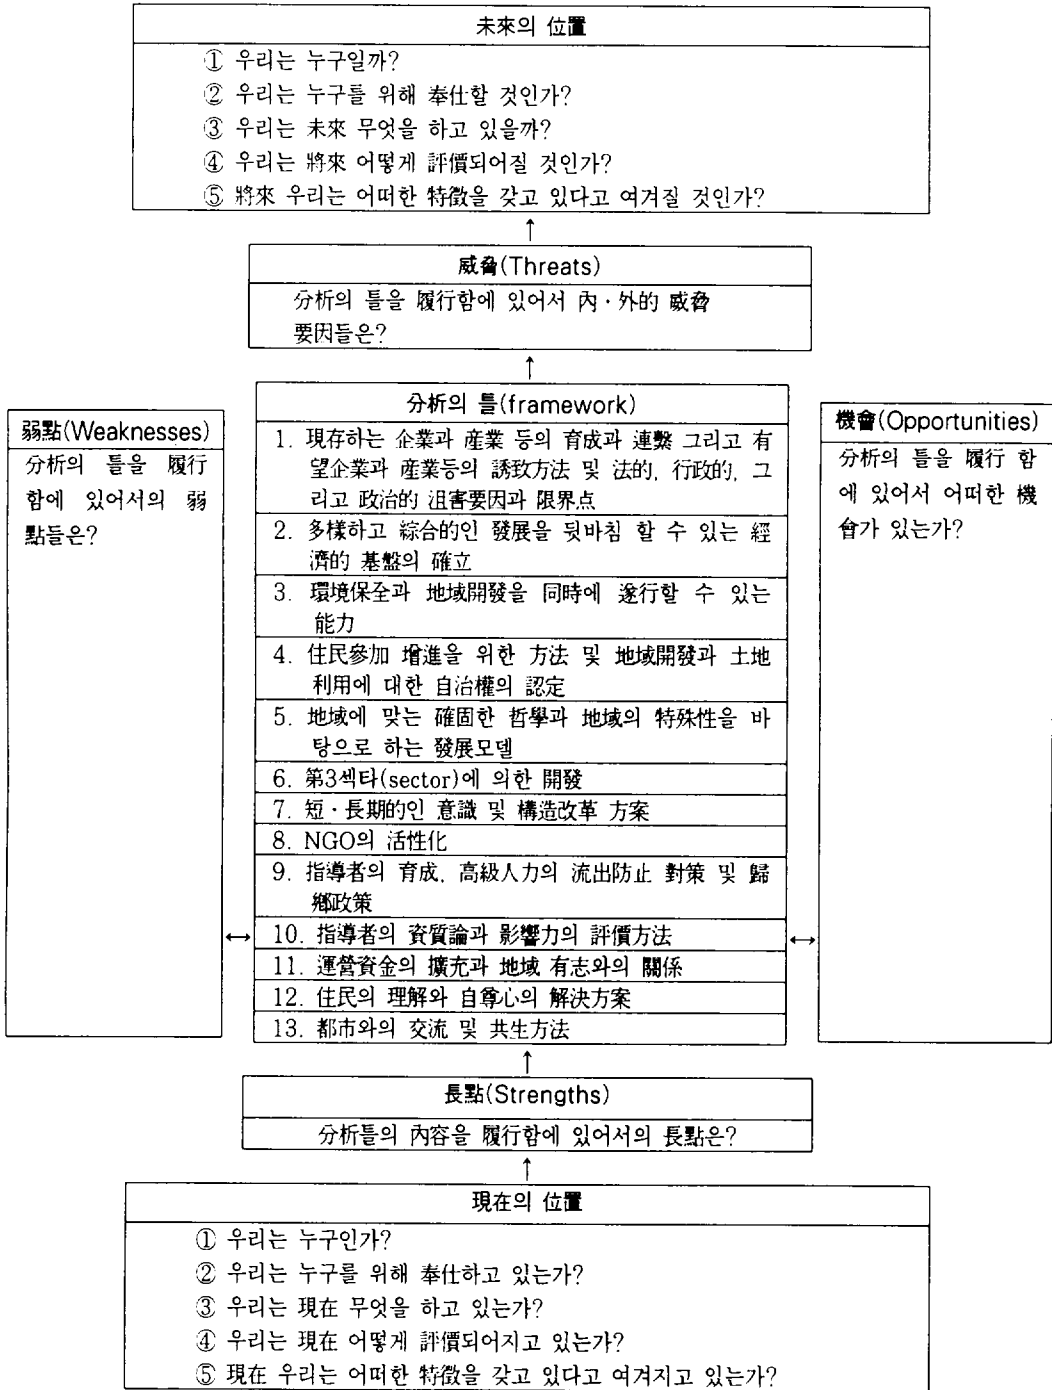 未來의 位置
① 우리는 누구일까?
② 우리는 누구를 위해 奉仕할 것인가?
③ 우리는 未來 무엇을 하고 있을까?
④ 우리는 將來 어떻게 評價되어질 것인가?
⑤ 將來 우리는 어떠한 特徵을 갖고 있다고 여겨질 것인가?
↑
威脅(Threats)
分析의 틀을 履行함에 있어서 內·外的 威脅
要因들은?
↑
弱點(Weaknesses)
分析의 틀을 履行
함에 있어서의 弱
點들은?
↔
分析의 틀(framework)
1. 現存하는 企業과 産業 등의 育成과 連繫 그리고 有
望企業과 産業등의 誘致方法 및 法的, 行政的, 그
리고 政治的 沮害要因과 限界点
2. 多樣하고 綜合的인 發展을 뒷바침 할 수 있는 經
濟的 基盤의 確立
3. 環境保全과 地域開發을 同時에 遂行할 수 있는
能力
4. 住民參加 增進을 위한 方法 및 地域開發과 土地
利用에 대한 自治權의 認定
5. 地域에 맞는 確固한 哲學과 地域의 特殊性을 바
탕으로 하는 發展모델
6. 第3섹타(sector)에 의한 開發
7. 短·長期的인 意識 및 構造改革 方案
8. NGO의 活性化
9. 指導者의 育成, 高級人力의 流出防止 對策 및 歸
鄕政策
10. 指導者의 資質論과 影響力의 評價方法
11. 運營資金의 擴充과 地域 有志와의 關係
12. 住民의 理解와 自尊心의 解決方案
13. 都市와의 交流 및 共生方法
↔
機會(Opportunities)
分析의 틀을 履行 함
에 있어서 어떠한 機
會가 있는가?
↑
長點(Strengths)
分析틀의 內容을 履行함에 있어서의 長點은?
↑
現在의 位置
① 우리는 누구인가?
② 우리는 누구를 위해 奉仕하고 있는가?
③ 우리는 現在 무엇을 하고 있는가?
④ 우리는 現在 어떻게 評價되어지고 있는가?
⑤ 現在 우리는 어떠한 特徵을 갖고 있다고 여겨지고 있는가?